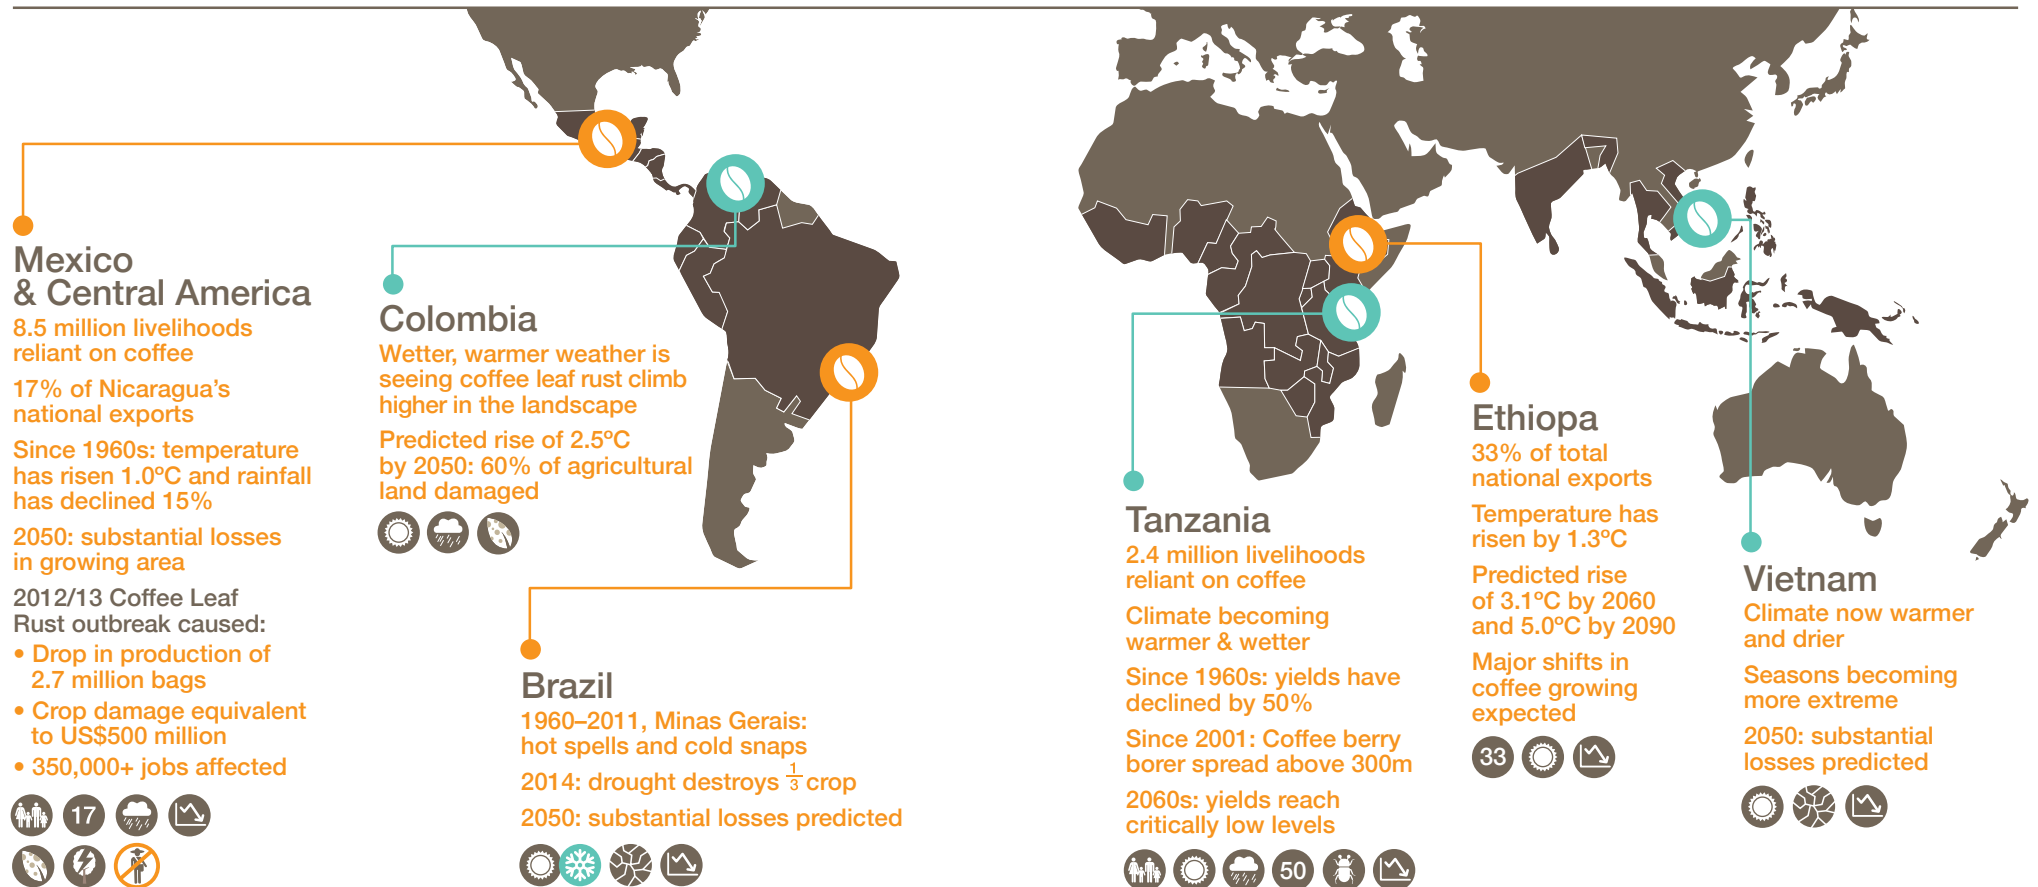 Mexico
& Central America
8.5 million livelihoods
reliant on coffee
17% of Nicaragua’s
national exports
Since 1960s: temperature
has risen 1.0ºC and rainfall
has declined 15%
2050: substantial losses
in growing area
2012/13 Coffee Leaf
Rust outbreak caused:
• Drop in production of
2.7 million bags
• Crop damage equivalent
to US$500 million
• 350,000+ jobs affected
17
Colombia
Wetter, warmer weather is
seeing coffee leaf rust climb
higher in the landscape
Predicted rise of 2.5ºC
by 2050: 60% of agricultural
land damaged
Brazil
1960–2011, Minas Gerais:
hot spells and cold snaps
2014: drought destroys 1/3 crop
2050: substantial losses predicted
Tanzania
2.4 million livelihoods
reliant on coffee
Climate becoming
warmer & wetter
Since 1960s: yields have
declined by 50%
Since 2001: Coffee berry
borer spread above 300m
2060s: yields reach
critically low levels
50
Ethiopa
33% of total
national exports
Temperature has
risen by 1.3ºC
Predicted rise
of 3.1ºC by 2060
and 5.0ºC by 2090
Major shifts in
coffee growing
expected
33
Vietnam
Climate now warmer
and drier
Seasons becoming
more extreme
2050: substantial
losses predicted